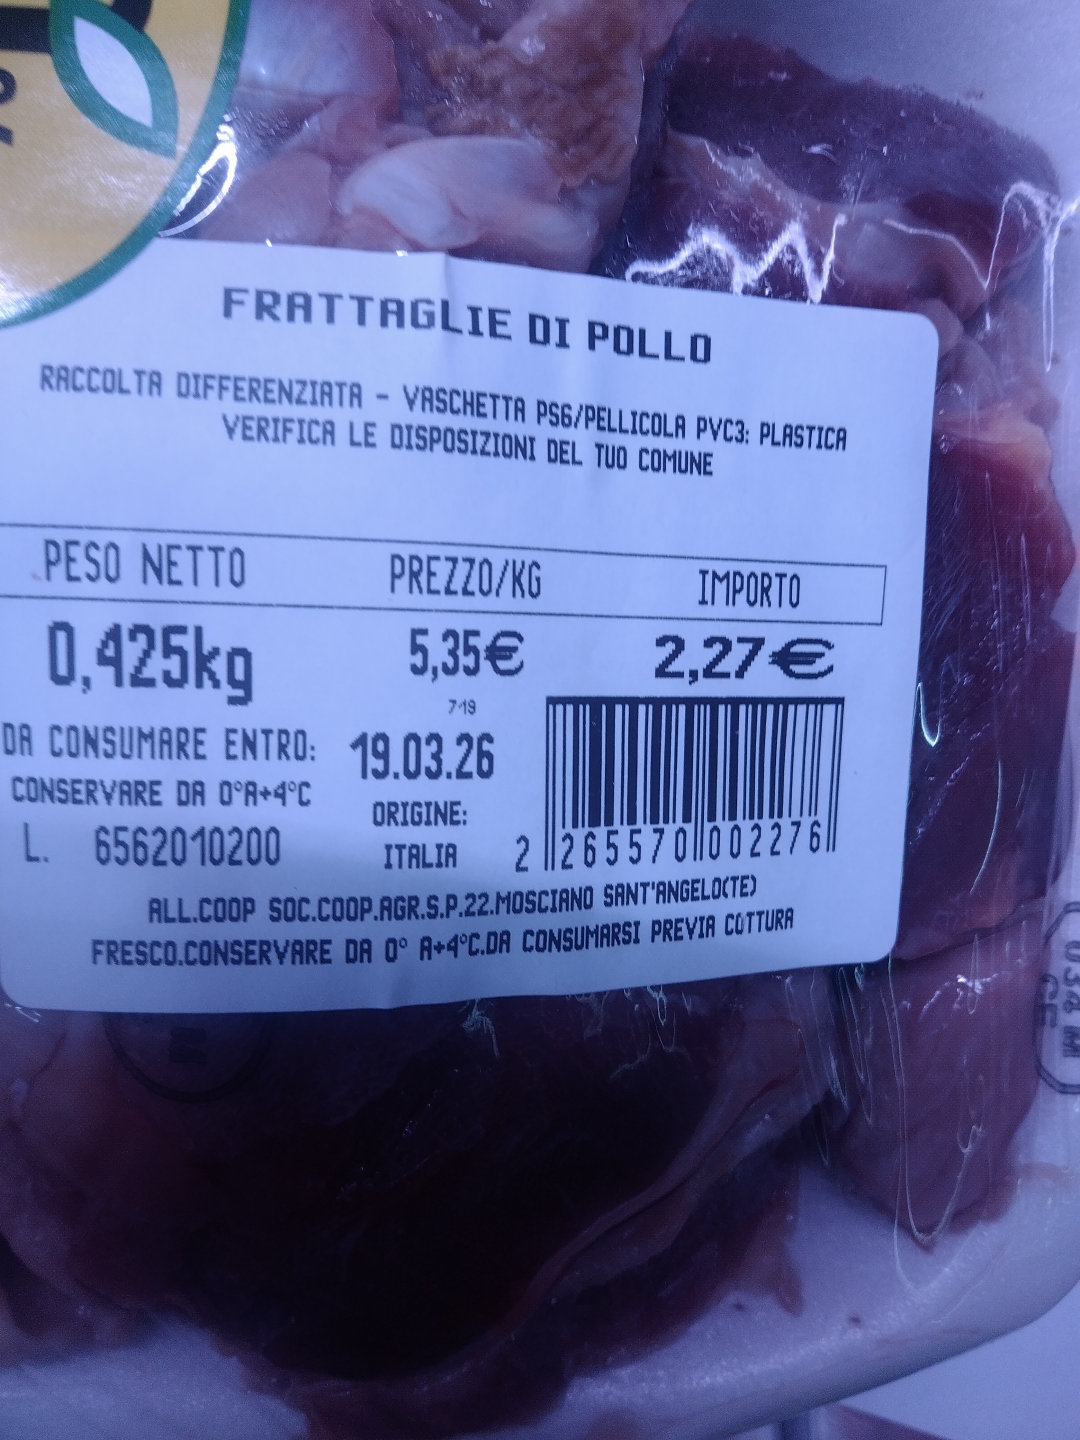 FRATTAGLIE DI POLLO
RACCOLTA DIFFERENZIATA - VASCHETTA PS6/PELLICOLA PVC3: PLASTICA
VERIFICA LE DISPOSIZIONI DEL TUO COMUNE
PESO NETTO PREZZO/KG IMPORTO
0,425kg 5,35€ 2,27€
719
DA CONSUMARE ENTRO: 19.03.26
CONSERVARE DA 0°A+4°C
ORIGINE:
L. 6562010200 ITALIA
2 265570 002276
ALL.COOP SOC.COOP.AGR.S.P.22.MOSCIANO SANT'ANGELO(TE)
FRESCO.CONSERVARE DA 0° A+4°C.DA CONSUMARSI PREVIA COTTURA
CE